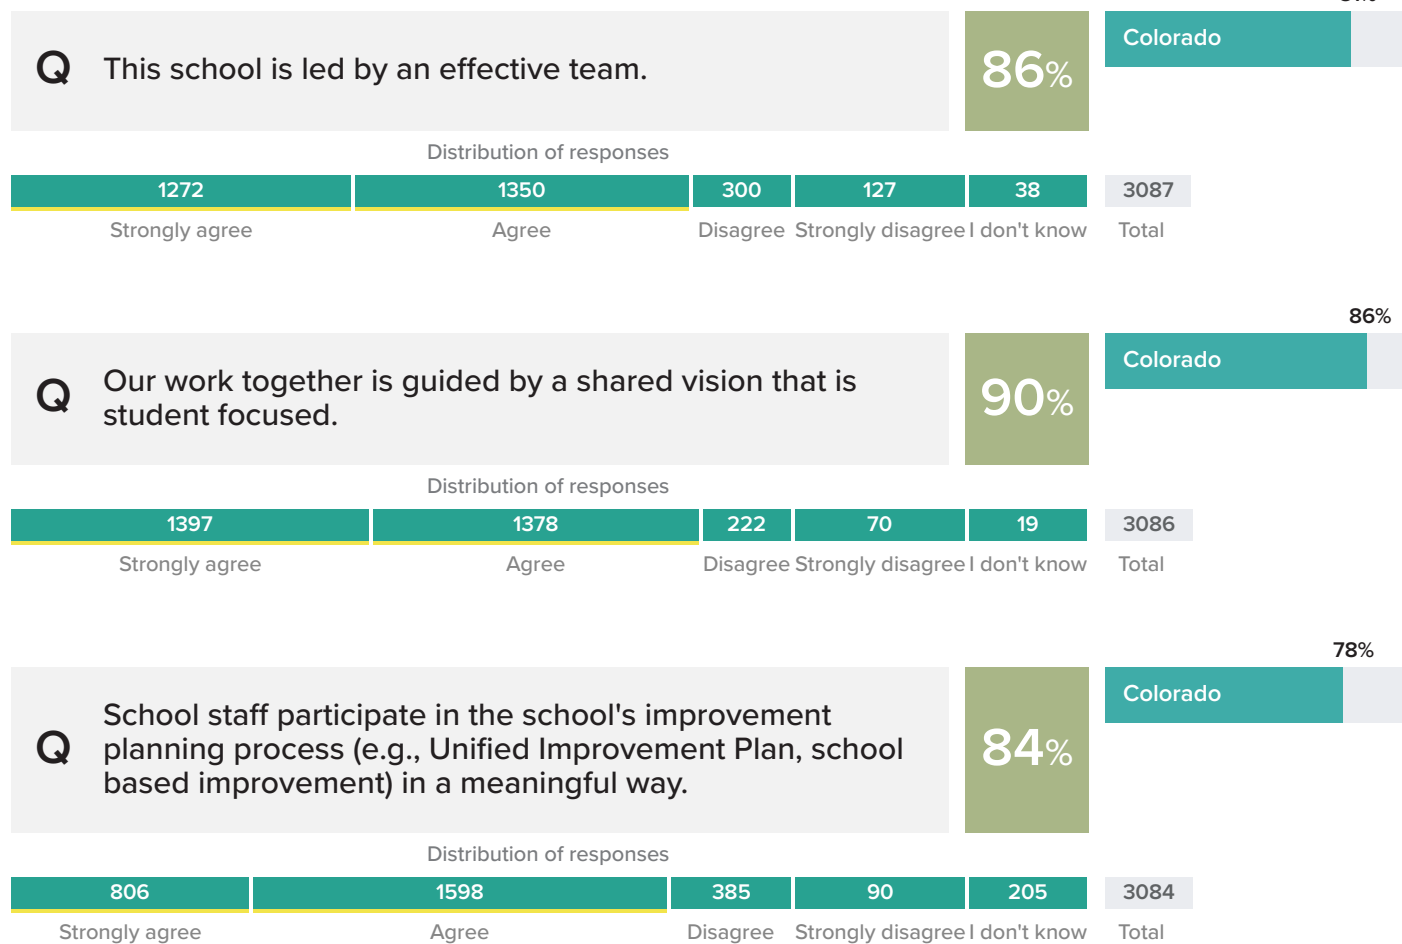 Q This school is led by an effective team.
86%
Colorado
Distribution of responses
1272 1350 300 127 38 3087
Strongly agree Agree Disagree Strongly disagree I don't know Total
86%
Q Our work together is guided by a shared vision that is
student focused.
90%
Colorado
Distribution of responses
1397 1378 222 70 19 3086
Strongly agree Agree Disagree Strongly disagree I don't know Total
78%
Q School staff participate in the school's improvement
planning process (e.g., Unified Improvement Plan, school
based improvement) in a meaningful way.
84%
Colorado
Distribution of responses
806 1598 385 90 205 3084
Strongly agree Agree Disagree Strongly disagree I don't know Total